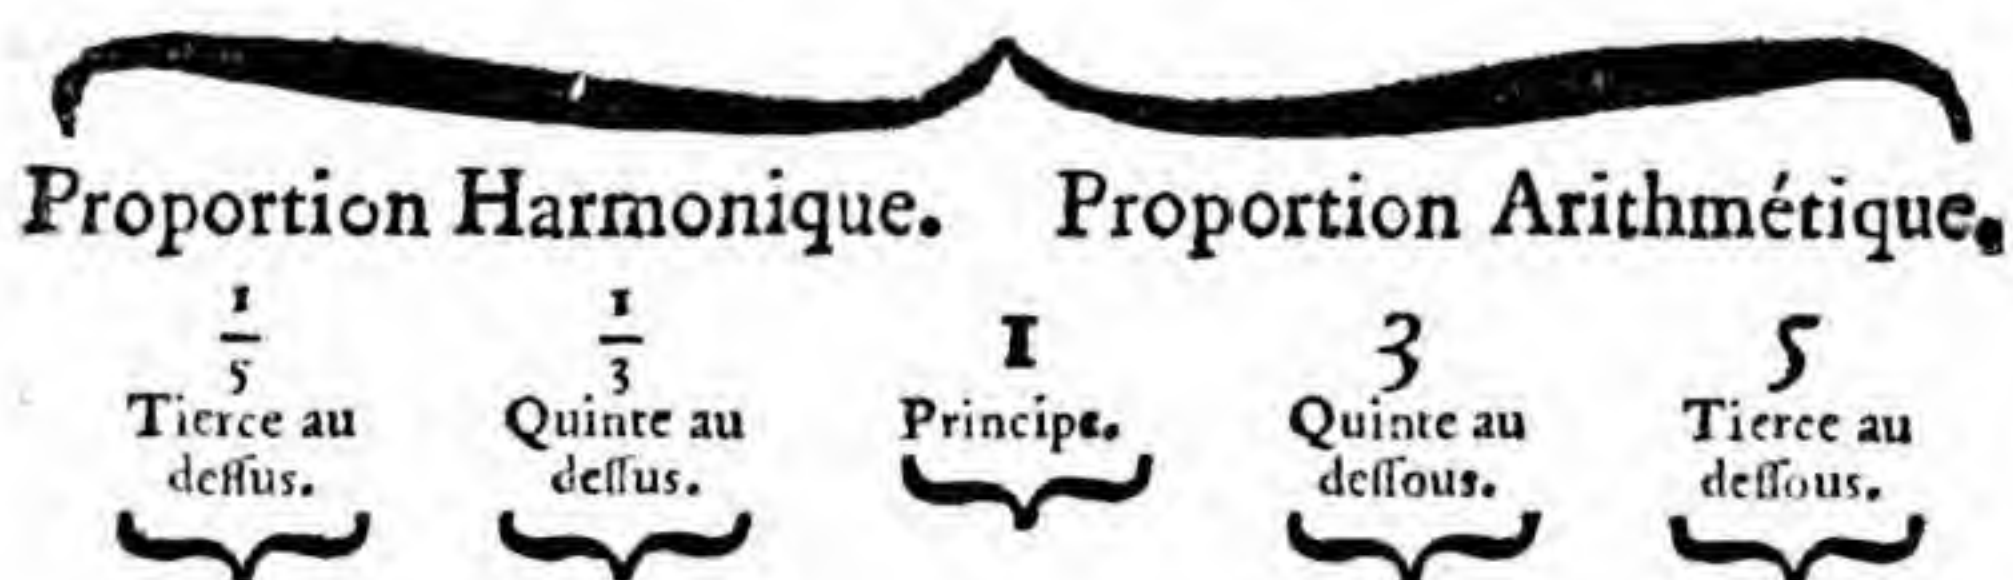 Proportion Harmonique. Proportion Arithmétique.
1/5 1/3 1 3 5
Tierce au Quinte au Principe. Quinte au Tierce au
deſſus. deſſus. deſſous. deſſous.